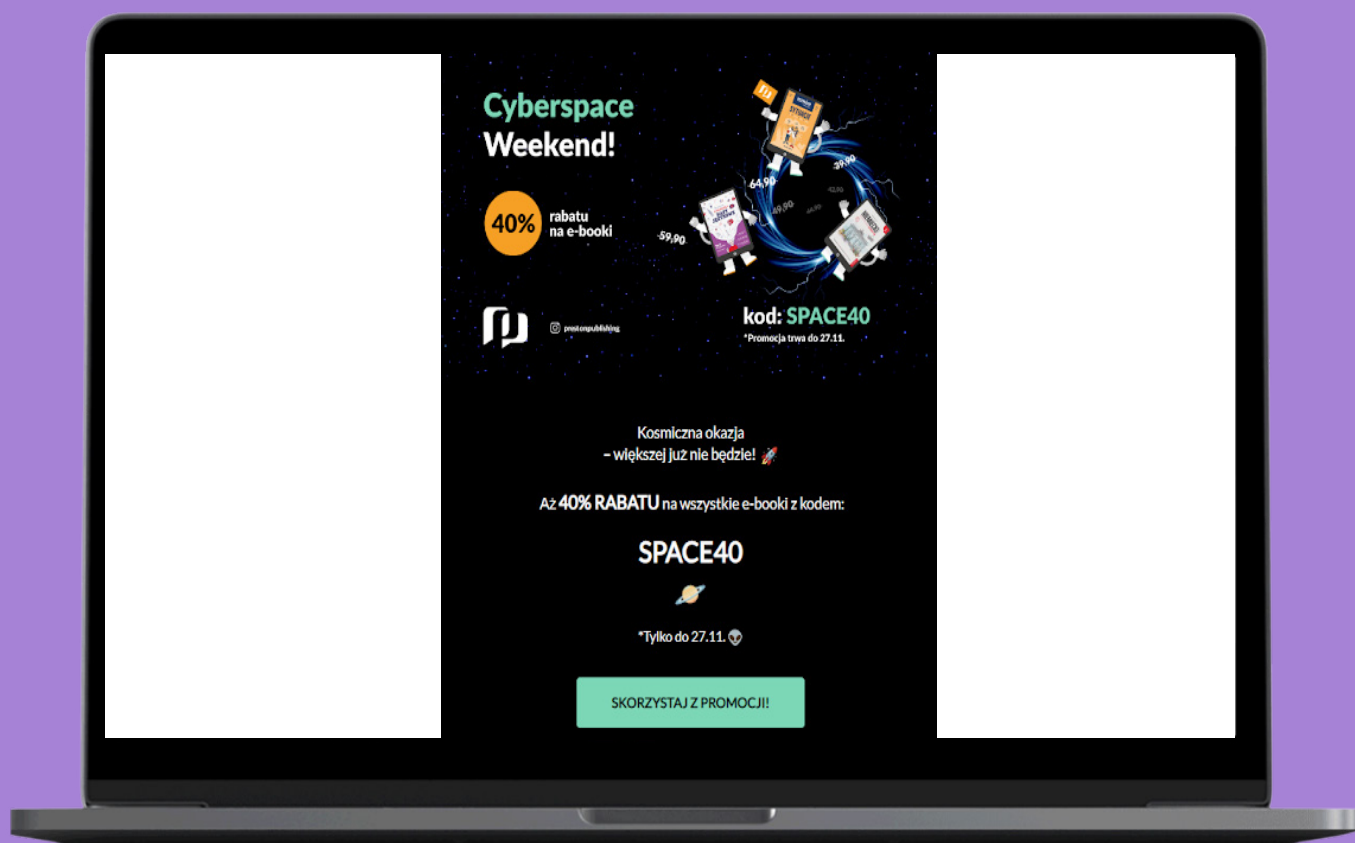 Cyberspace
Weekend!
40%
rabatu
na e-booki
-64,90
-39,90
-49,90
-59,90
prestonpublishing
kod: SPACE40
*Promocja trwa do 27.11.
Kosmiczna okazja
– większej już nie będzie! 🚀
Aż 40% RABATU na wszystkie e-booki z kodem:
SPACE40
🪐
*Tylko do 27.11. 👽
SKORZYSTAJ Z PROMOCJI!